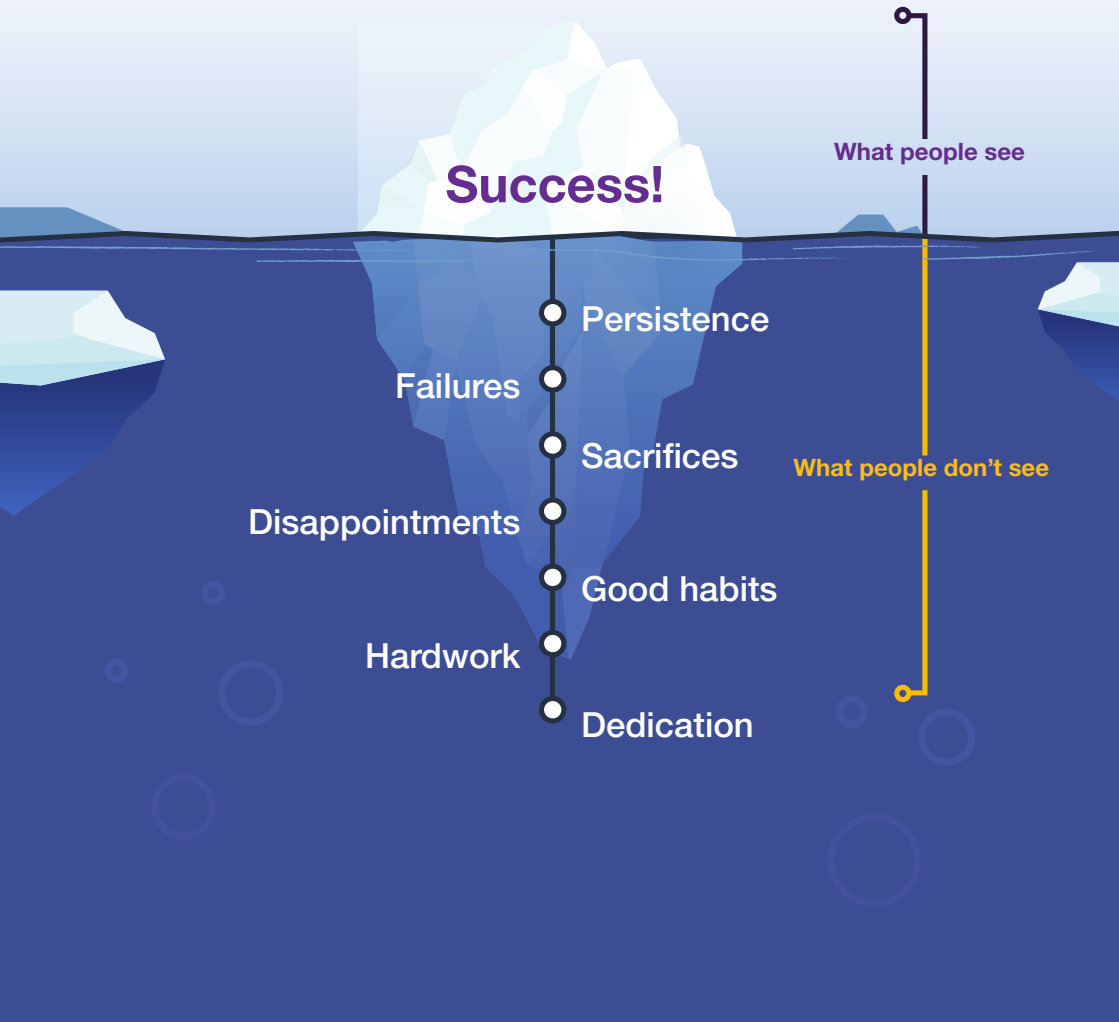 What people see
Success!
Persistence
Failures
Sacrifices
What people don’t see
Disappointments
Good habits
Hardwork
Dedication